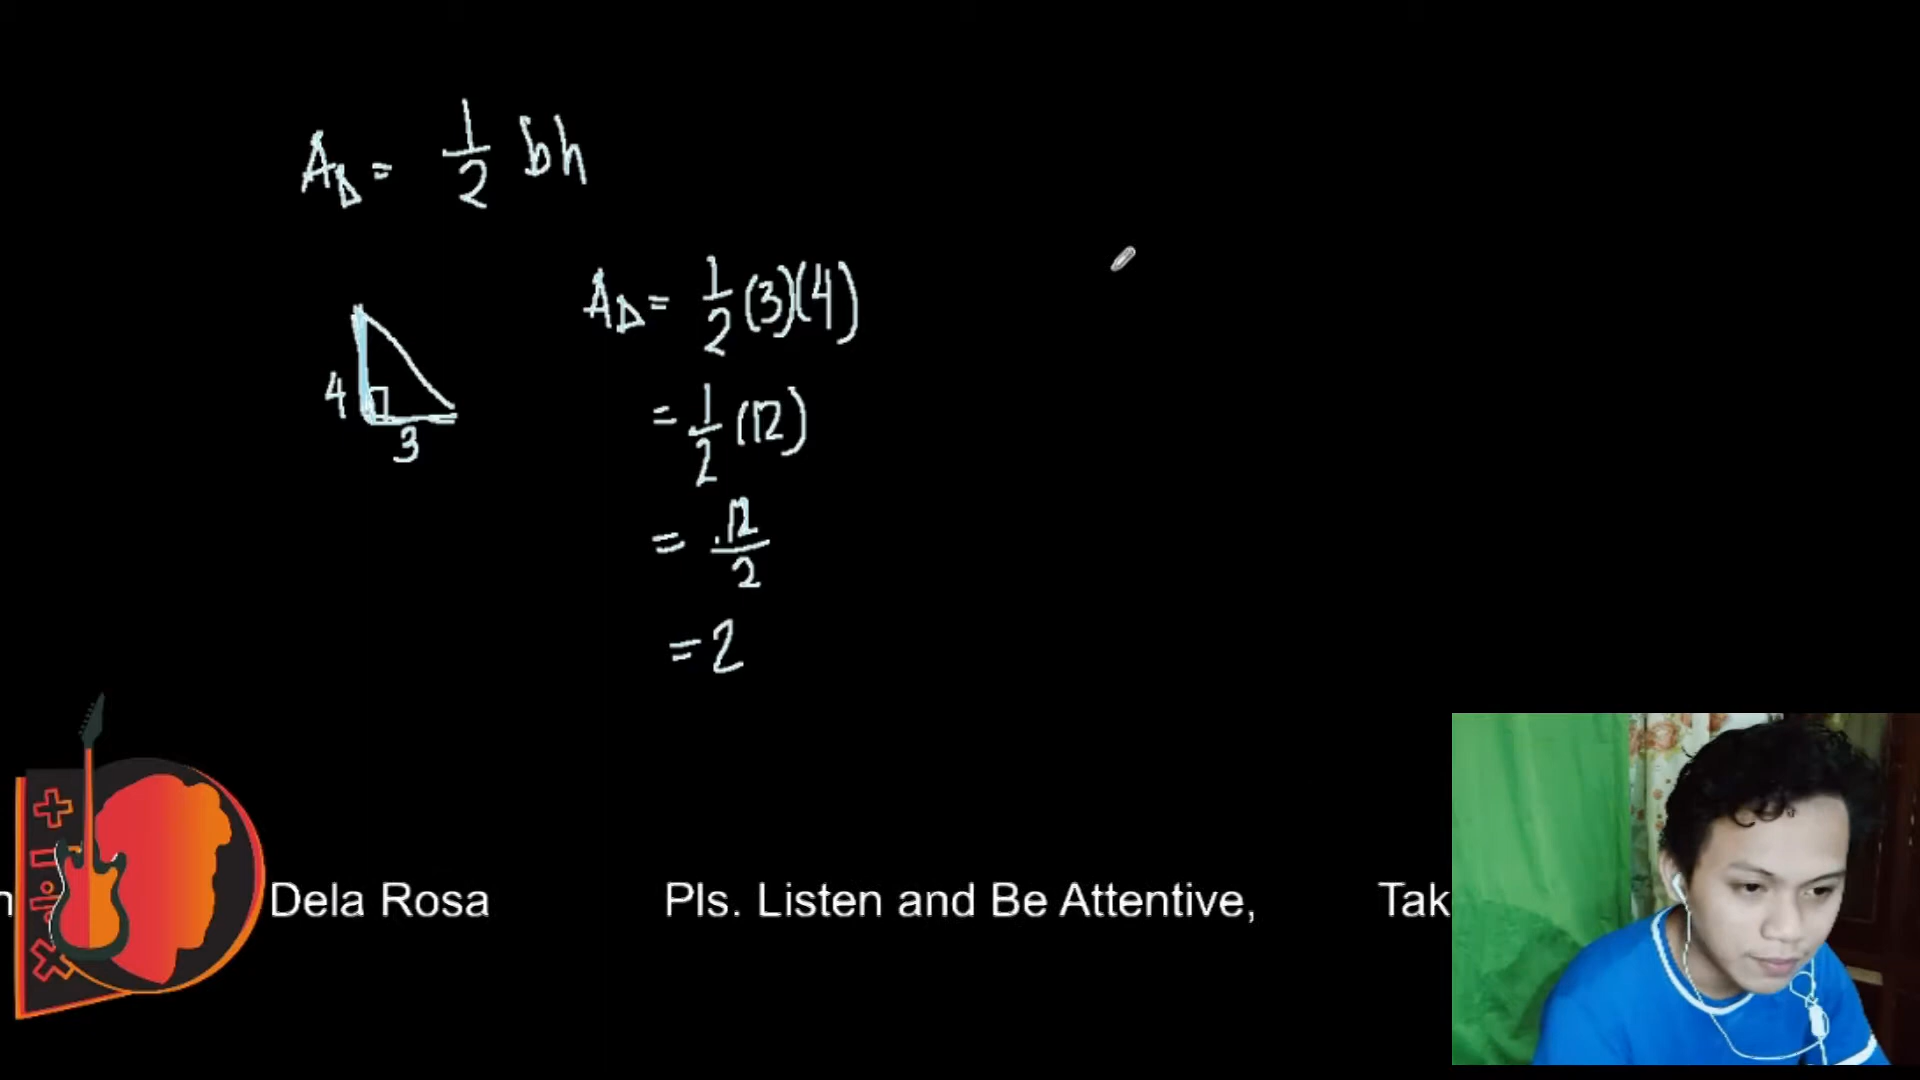 A△ = 1/2 bh
A△ = 1/2 (3)(4)
4
3
= 1/2 (12)
= 12/2
= 2
Dela Rosa Pls. Listen and Be Attentive,